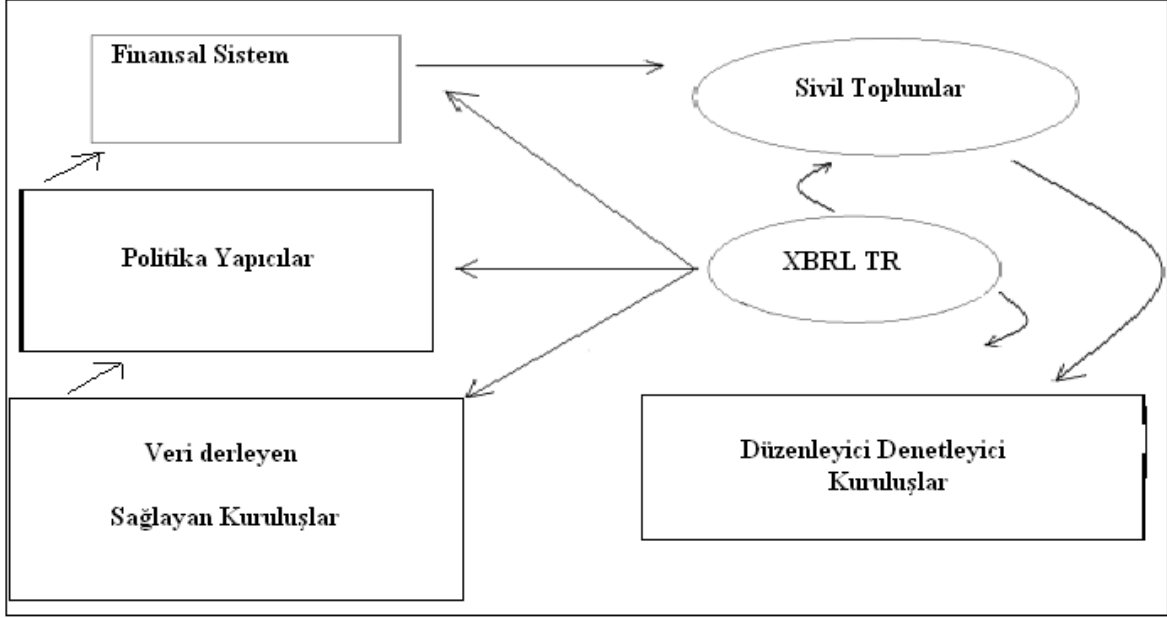 Finansal Sistem
Sivil Toplumlar
Politika Yapıcılar
XBRL TR
Veri derleyen
Sağlayan Kuruluşlar
Düzenleyici Denetleyici
Kuruluşlar